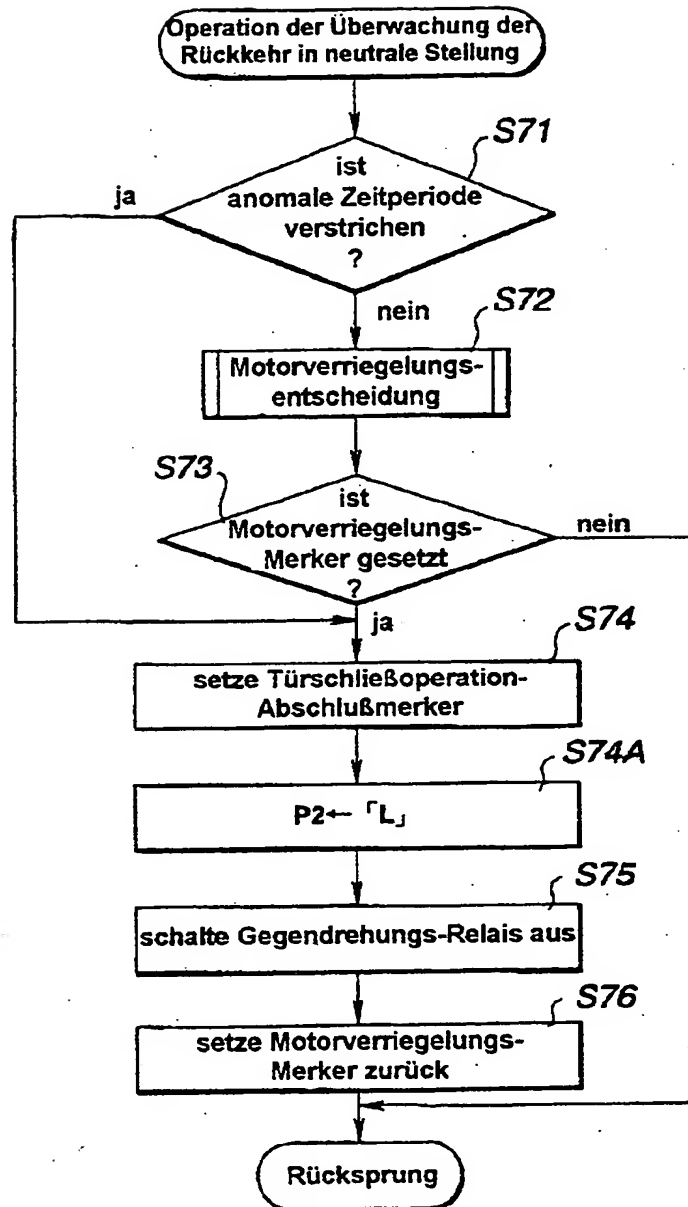 Operation der Überwachung der
Rückkehr in neutrale Stellung
S71
ist
anomale Zeitperiode
verstrichen
?
ja
nein
S72
Motorverriegelungs-
entscheidung
S73
ist
Motorverriegelungs-
Merker gesetzt
?
nein
ja
S74
setze Türschließoperation-
Abschlußmerker
S74A
P2← 「L」
S75
schalte Gegendrehungs-Relais aus
S76
setze Motorverriegelungs-
Merker zurück
Rücksprung